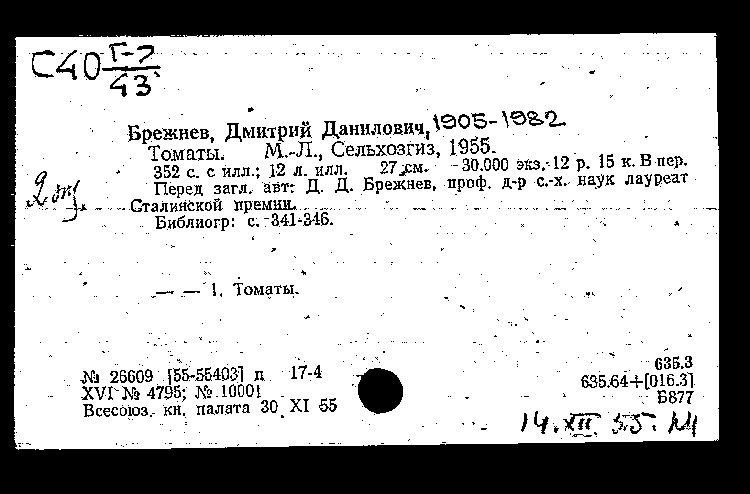 С40 Г-7
43
Брежнев, Дмитрий Данилович, 1905-1982
Томаты. М.-Л., Сельхозгиз, 1955.
352 с. с илл.; 12 л. илл. 27 см. 30.000 экз. 12 р. 15 к. В пер.
Перед загл. авт: Д. Д. Брежнев, проф. д-р с.-х. наук лауреат
Сталинской премии.
Библиогр: с. 341-346.
2 экз.
— — 1. Томаты.
№ 26609 [55-55403] п 17-4
XVI № 4795; № 10001
Всесоюз. кн. палата 30 XI 55
635.3
635.64+[016.3]
Б877
14. XII. 55.